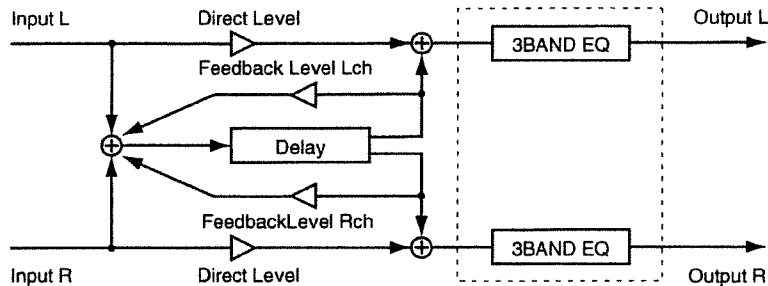 Input L
Direct Level
Output L
3BAND EQ
Feedback Level Lch
Delay
FeedbackLevel Rch
3BAND EQ
Input R
Direct Level
Output R